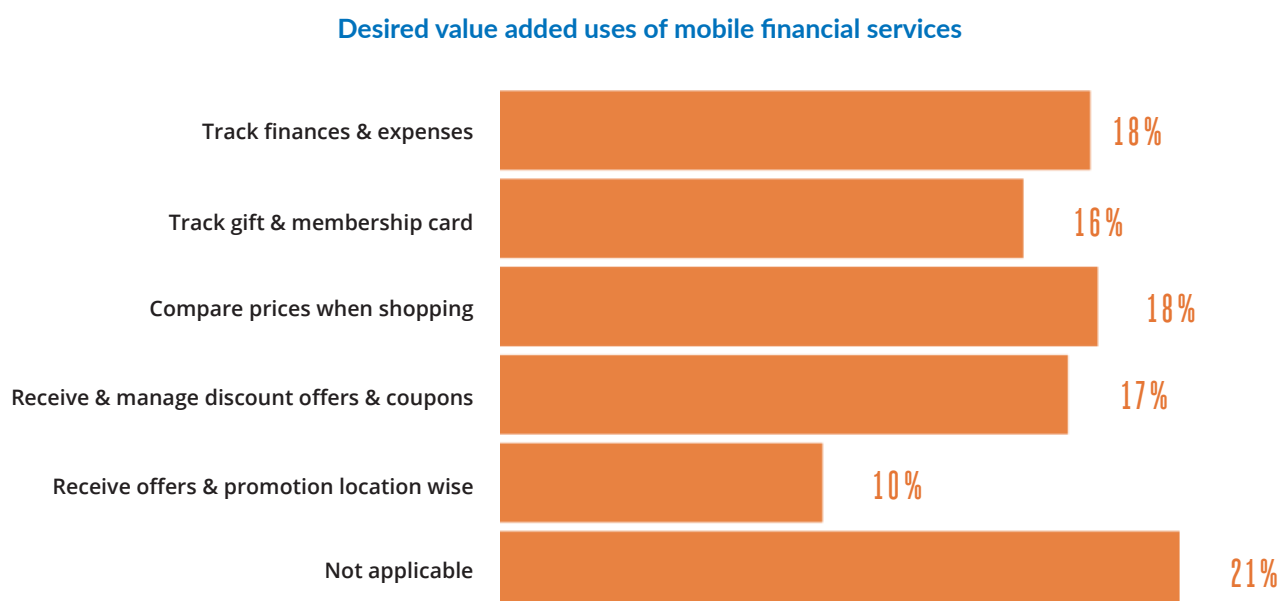 Desired value added uses of mobile financial services
Track finances & expenses 18%
Track gift & membership card 16%
Compare prices when shopping 18%
Receive & manage discount offers & coupons 17%
Receive offers & promotion location wise 10%
Not applicable 21%